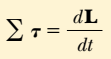 ∑ τ = dL/dt